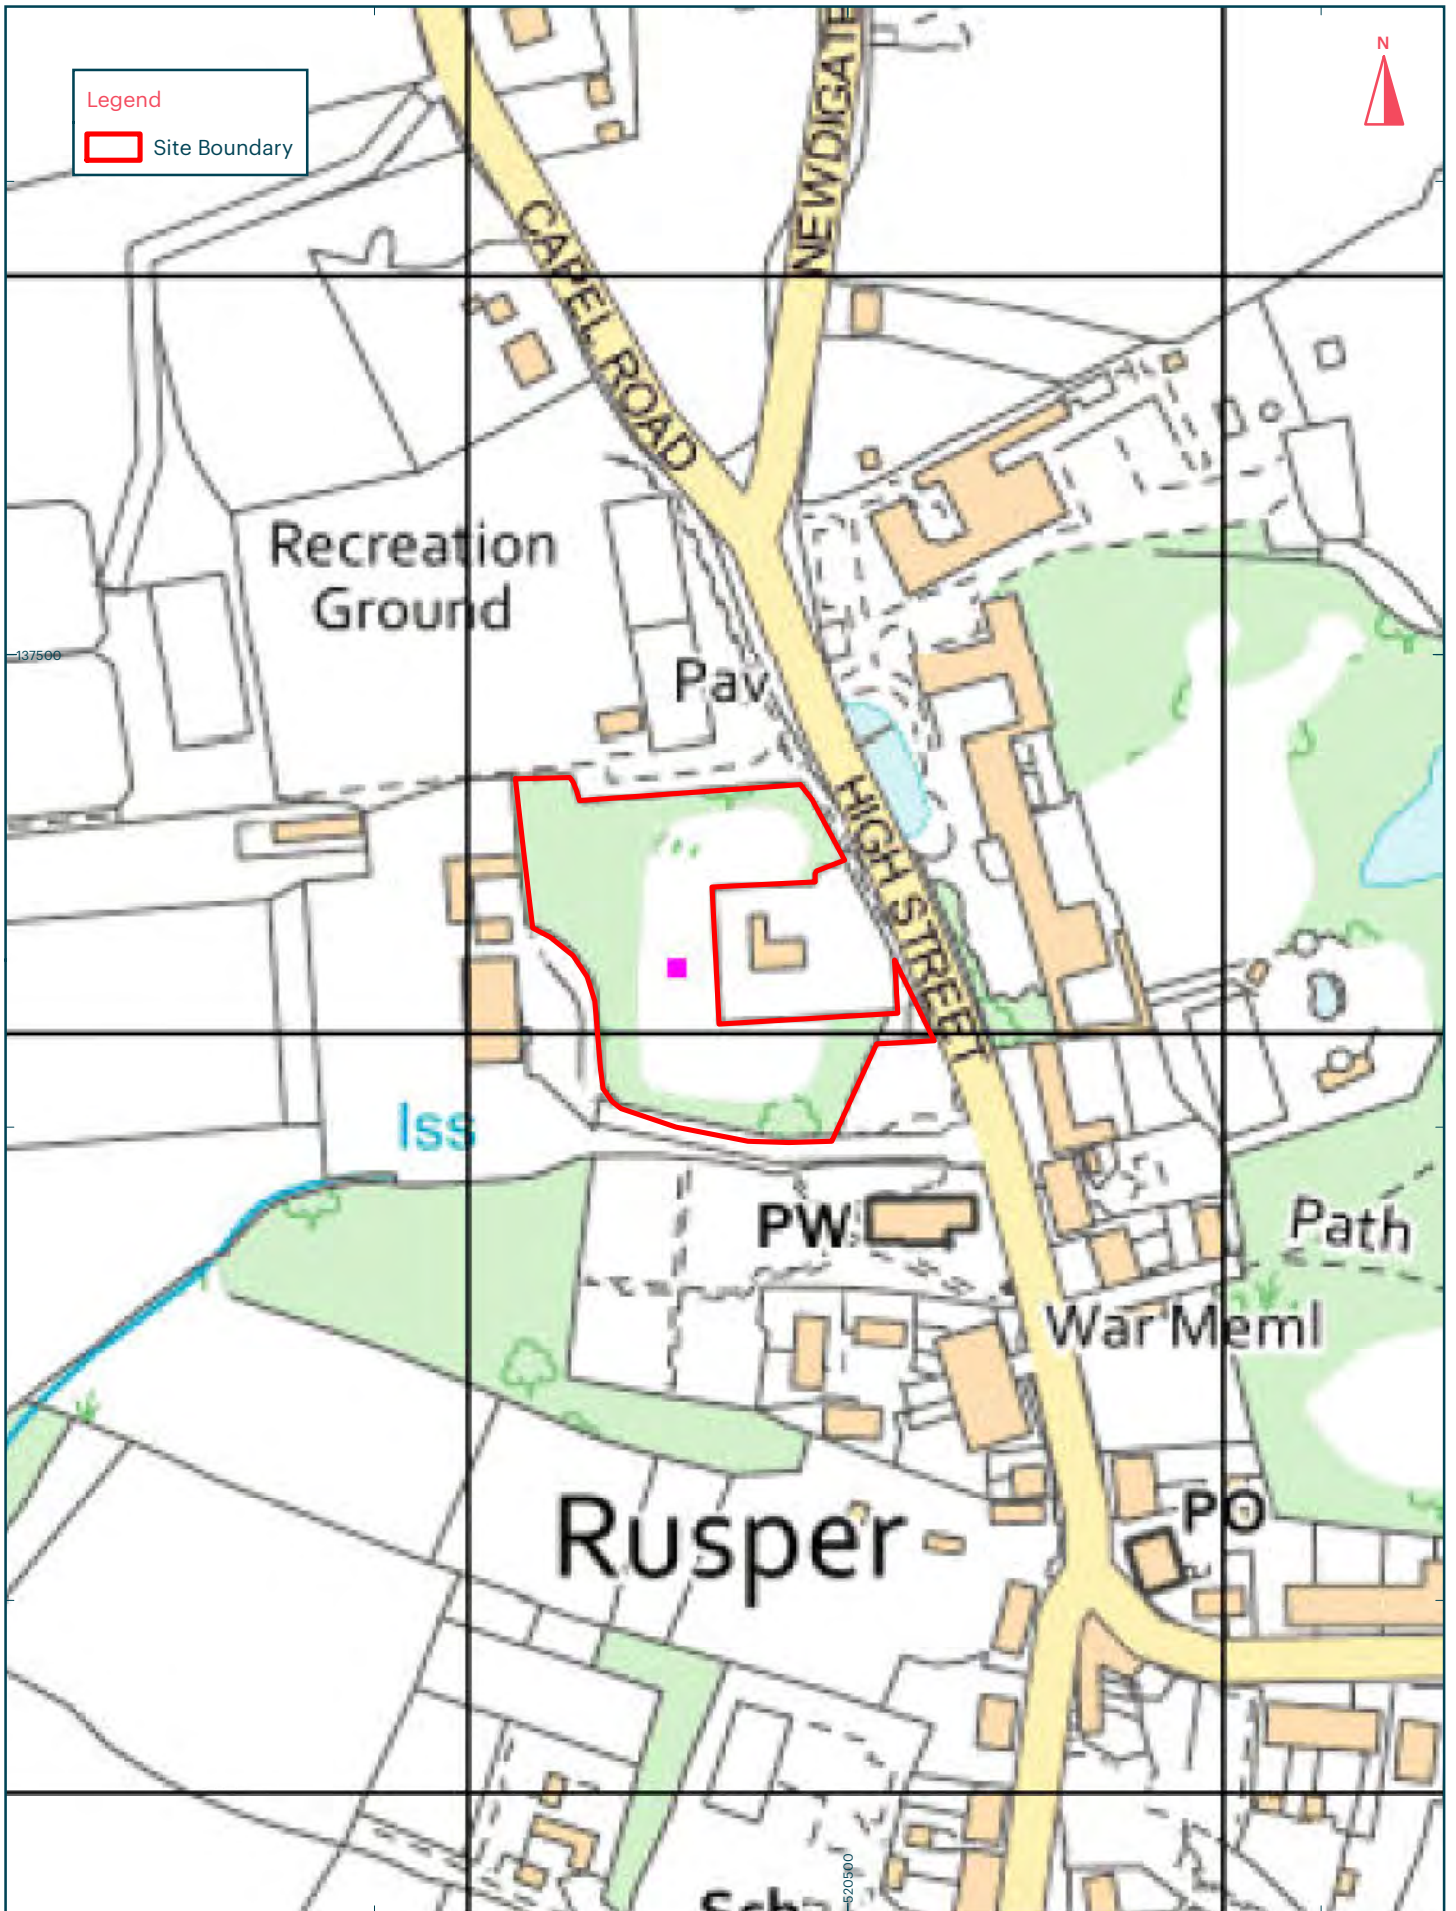 N
Legend
Site Boundary
NEWDIGATE
CAPEL ROAD
Recreation
Ground
137500
Pav
HIGH STREET
Iss
PW
Path
War Meml
Rusper
PO
520500
Sch